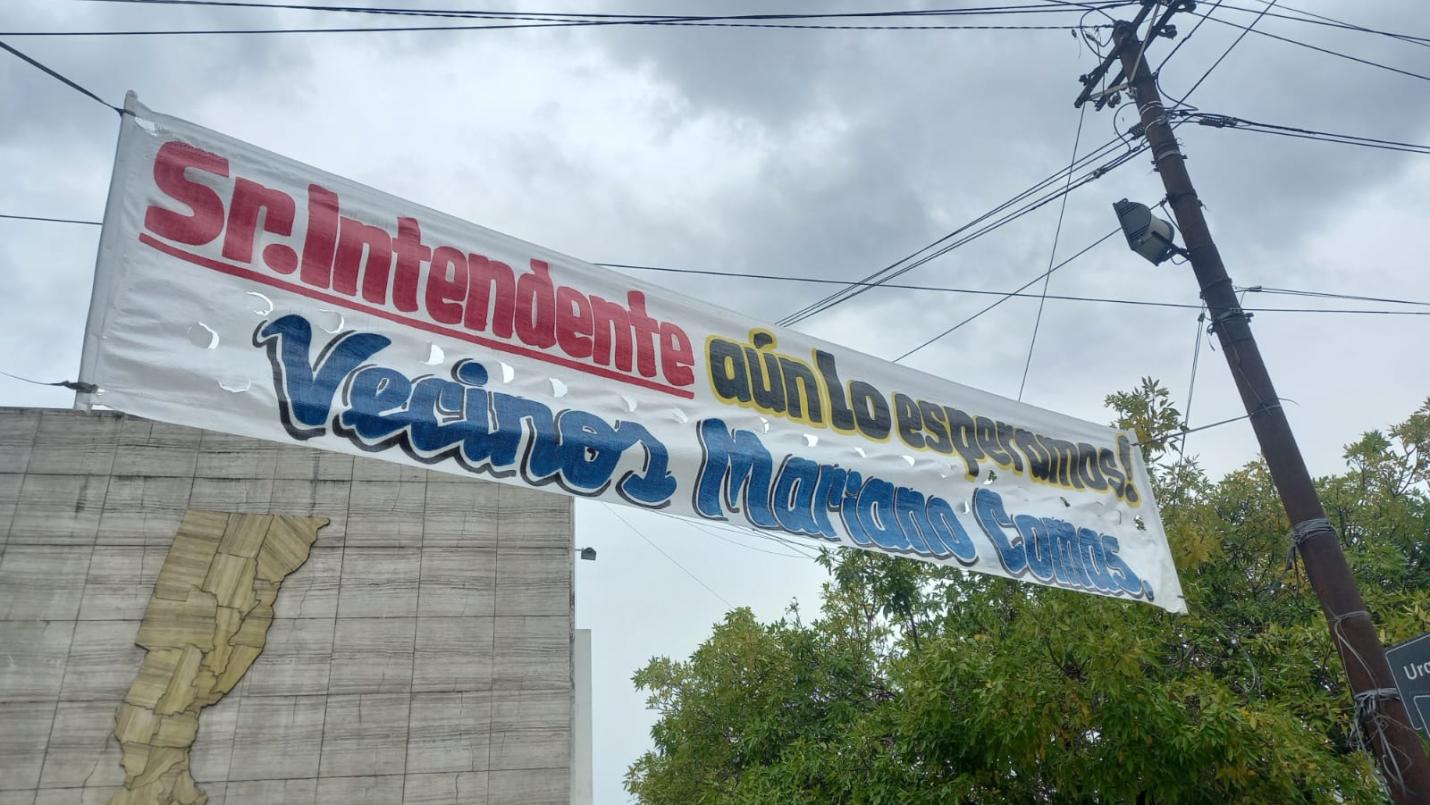 Sr. Intendente aún Lo esperamos!
Vecinos Mariano Comas.